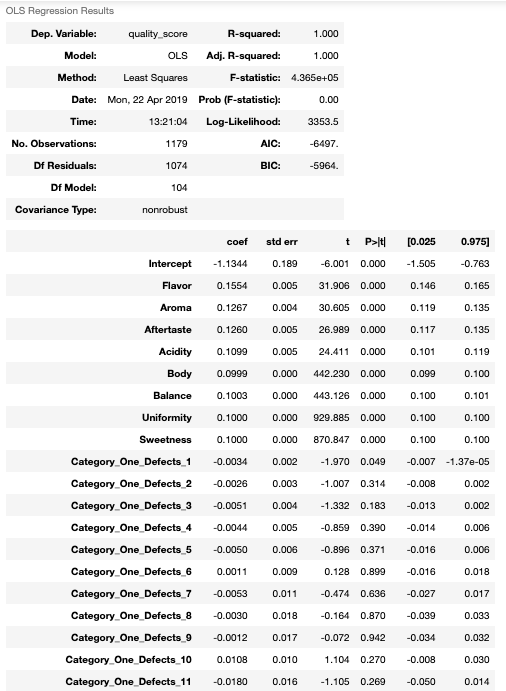 OLS Regression Results
Dep. Variable: quality_score R-squared: 1.000
Model: OLS Adj. R-squared: 1.000
Method: Least Squares F-statistic: 4.365e+05
Date: Mon, 22 Apr 2019 Prob (F-statistic): 0.00
Time: 13:21:04 Log-Likelihood: 3353.5
No. Observations: 1179 AIC: -6497.
Df Residuals: 1074 BIC: -5964.
Df Model: 104
Covariance Type: nonrobust
coef std err t P>|t| [0.025 0.975]
Intercept -1.1344 0.189 -6.001 0.000 -1.505 -0.763
Flavor 0.1554 0.005 31.906 0.000 0.146 0.165
Aroma 0.1267 0.004 30.605 0.000 0.119 0.135
Aftertaste 0.1260 0.005 26.989 0.000 0.117 0.135
Acidity 0.1099 0.005 24.411 0.000 0.101 0.119
Body 0.0999 0.000 442.230 0.000 0.099 0.100
Balance 0.1003 0.000 443.126 0.000 0.100 0.101
Uniformity 0.1000 0.000 929.885 0.000 0.100 0.100
Sweetness 0.1000 0.000 870.847 0.000 0.100 0.100
Category_One_Defects_1 -0.0034 0.002 -1.970 0.049 -0.007 -1.37e-05
Category_One_Defects_2 -0.0026 0.003 -1.007 0.314 -0.008 0.002
Category_One_Defects_3 -0.0051 0.004 -1.332 0.183 -0.013 0.002
Category_One_Defects_4 -0.0044 0.005 -0.859 0.390 -0.014 0.006
Category_One_Defects_5 -0.0050 0.006 -0.896 0.371 -0.016 0.006
Category_One_Defects_6 0.0011 0.009 0.128 0.899 -0.016 0.018
Category_One_Defects_7 -0.0053 0.011 -0.474 0.636 -0.027 0.017
Category_One_Defects_8 -0.0030 0.018 -0.164 0.870 -0.039 0.033
Category_One_Defects_9 -0.0012 0.017 -0.072 0.942 -0.034 0.032
Category_One_Defects_10 0.0108 0.010 1.104 0.270 -0.008 0.030
Category_One_Defects_11 -0.0180 0.016 -1.105 0.269 -0.050 0.014